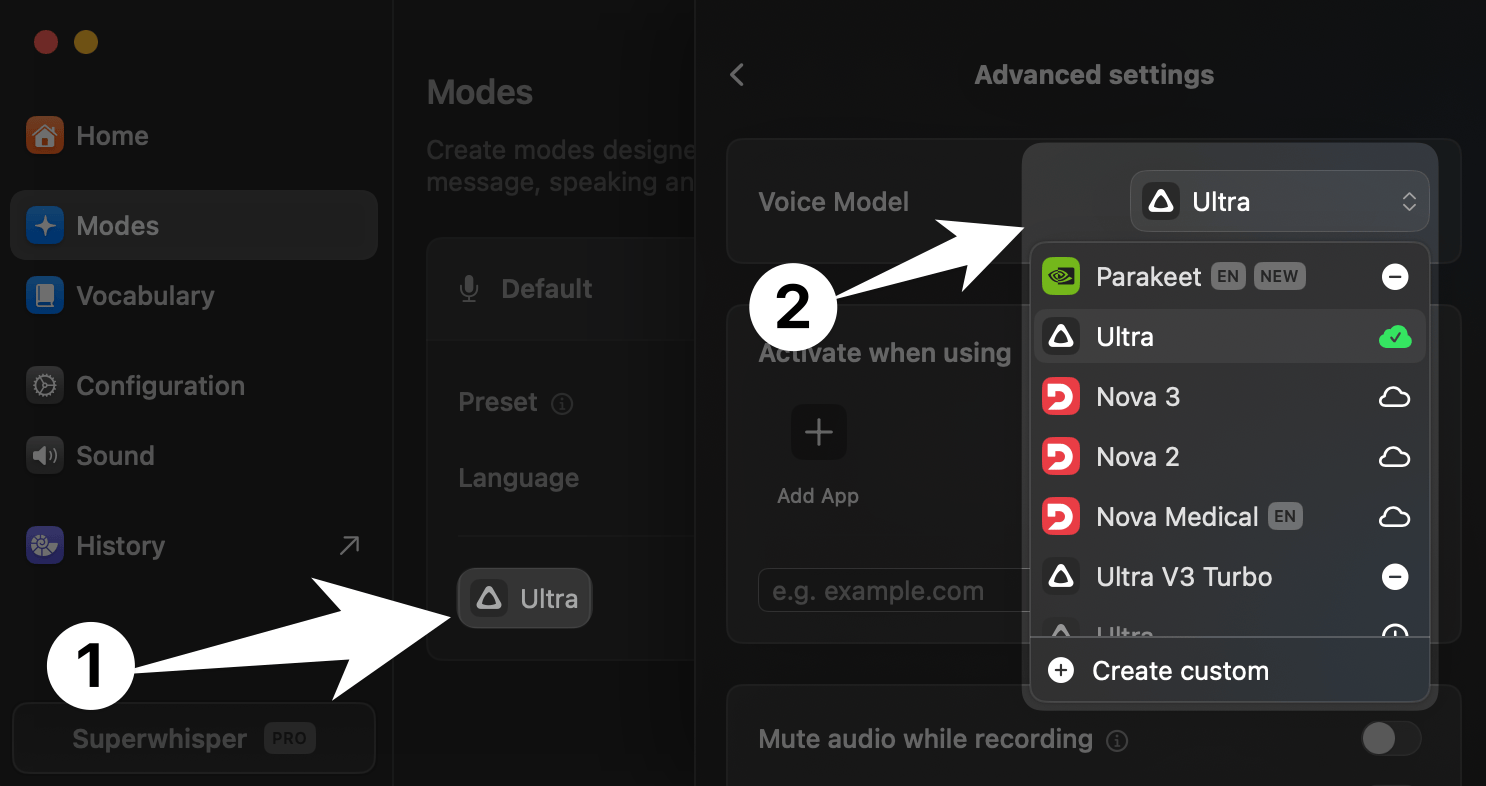 Home
Modes
Vocabulary
Configuration
Sound
History
Superwhisper PRO
Modes
Create modes designe
message, speaking an
Default
Preset
Language
Ultra
1
Advanced settings
Voice Model
Ultra
2
Parakeet EN NEW
Ultra
Nova 3
Nova 2
Nova Medical EN
Ultra V3 Turbo
Ultra
Create custom
Activate when using
Add App
e.g. example.com
Mute audio while recording